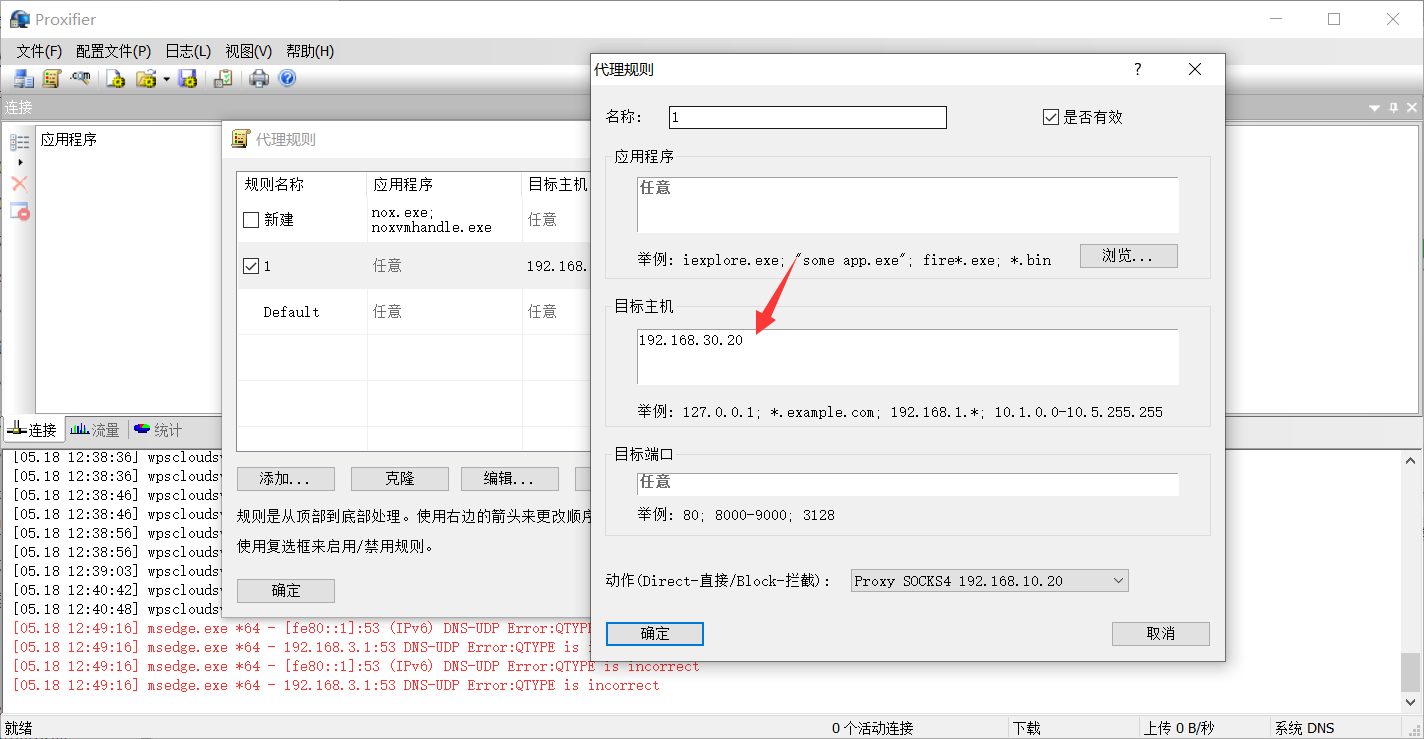 Proxifier
文件(F) 配置文件(P) 日志(L) 视图(V) 帮助(H)
连接
应用程序
代理规则
规则名称 应用程序 目标主机
新建 nox.exe; noxvmhandle.exe 任意
1 任意 192.168.
Default 任意 任意
添加... 克隆 编辑...
规则是从顶部到底部处理。使用右边的箭头来更改顺序
使用复选框来启用/禁用规则。
确定
代理规则
?
名称: 1 是否有效
应用程序
任意
举例: iexplore.exe; "some app.exe"; fire*.exe; *.bin 浏览...
目标主机
192.168.30.20
举例: 127.0.0.1; *.example.com; 192.168.1.*; 10.1.0.0-10.5.255.255
目标端口
任意
举例: 80; 8000-9000; 3128
动作(Direct-直接/Block-拦截): Proxy SOCKS4 192.168.10.20
确定 取消
连接 流量 统计
[05.18 12:38:36] wpsclouds
[05.18 12:38:36] wpsclouds
[05.18 12:38:46] wpsclouds
[05.18 12:38:46] wpsclouds
[05.18 12:38:56] wpsclouds
[05.18 12:38:56] wpsclouds
[05.18 12:39:03] wpsclouds
[05.18 12:40:42] wpsclouds
[05.18 12:40:48] wpsclouds
[05.18 12:49:16] msedge.exe *64 - [fe80::1]:53 (IPv6) DNS-UDP Error:QTYPE
[05.18 12:49:16] msedge.exe *64 - 192.168.3.1:53 DNS-UDP Error:QTYPE is
[05.18 12:49:16] msedge.exe *64 - [fe80::1]:53 (IPv6) DNS-UDP Error:QTYPE is incorrect
[05.18 12:49:16] msedge.exe *64 - 192.168.3.1:53 DNS-UDP Error:QTYPE is incorrect
就绪 0 个活动连接 下载 上传 0 B/秒 系统 DNS